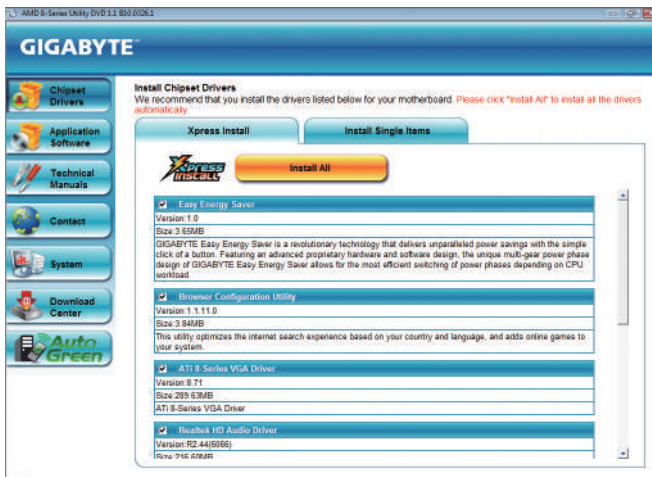 AMD 8-Series Utility DVD 1.1 B10.0326.1
GIGABYTE™
Chipset
Drivers
Application
Software
Technical
Manuals
Contact
System
Download
Center
Auto
Green
Install Chipset Drivers
We recommend that you install the drivers listed below for your motherboard. Please click "Install All" to install all the drivers
automatically.
Xpress Install
Install Single Items
Xpress
INSTALL
Install All
Easy Energy Saver
Version:1.0
Size:3.65MB
GIGABYTE Easy Energy Saver is a revolutionary technology that delivers unparalleled power savings with the simple
click of a button. Featuring an advanced proprietary hardware and software design, the unique multi-gear power phase
design of GIGABYTE Easy Energy Saver allows for the most efficient switching of power phases depending on CPU
workload.
Browser Configuration Utility
Version:1.1.11.0
Size:3.84MB
This utility optimizes the internet search experience based on your country and language, and adds online games to
your system.
ATi 8-Series VGA Driver
Version:8.71
Size:289.63MB
ATi 8-Series VGA Driver
Realtek HD Audio Driver
Version:R2.44(6066)
Size:216.60MB